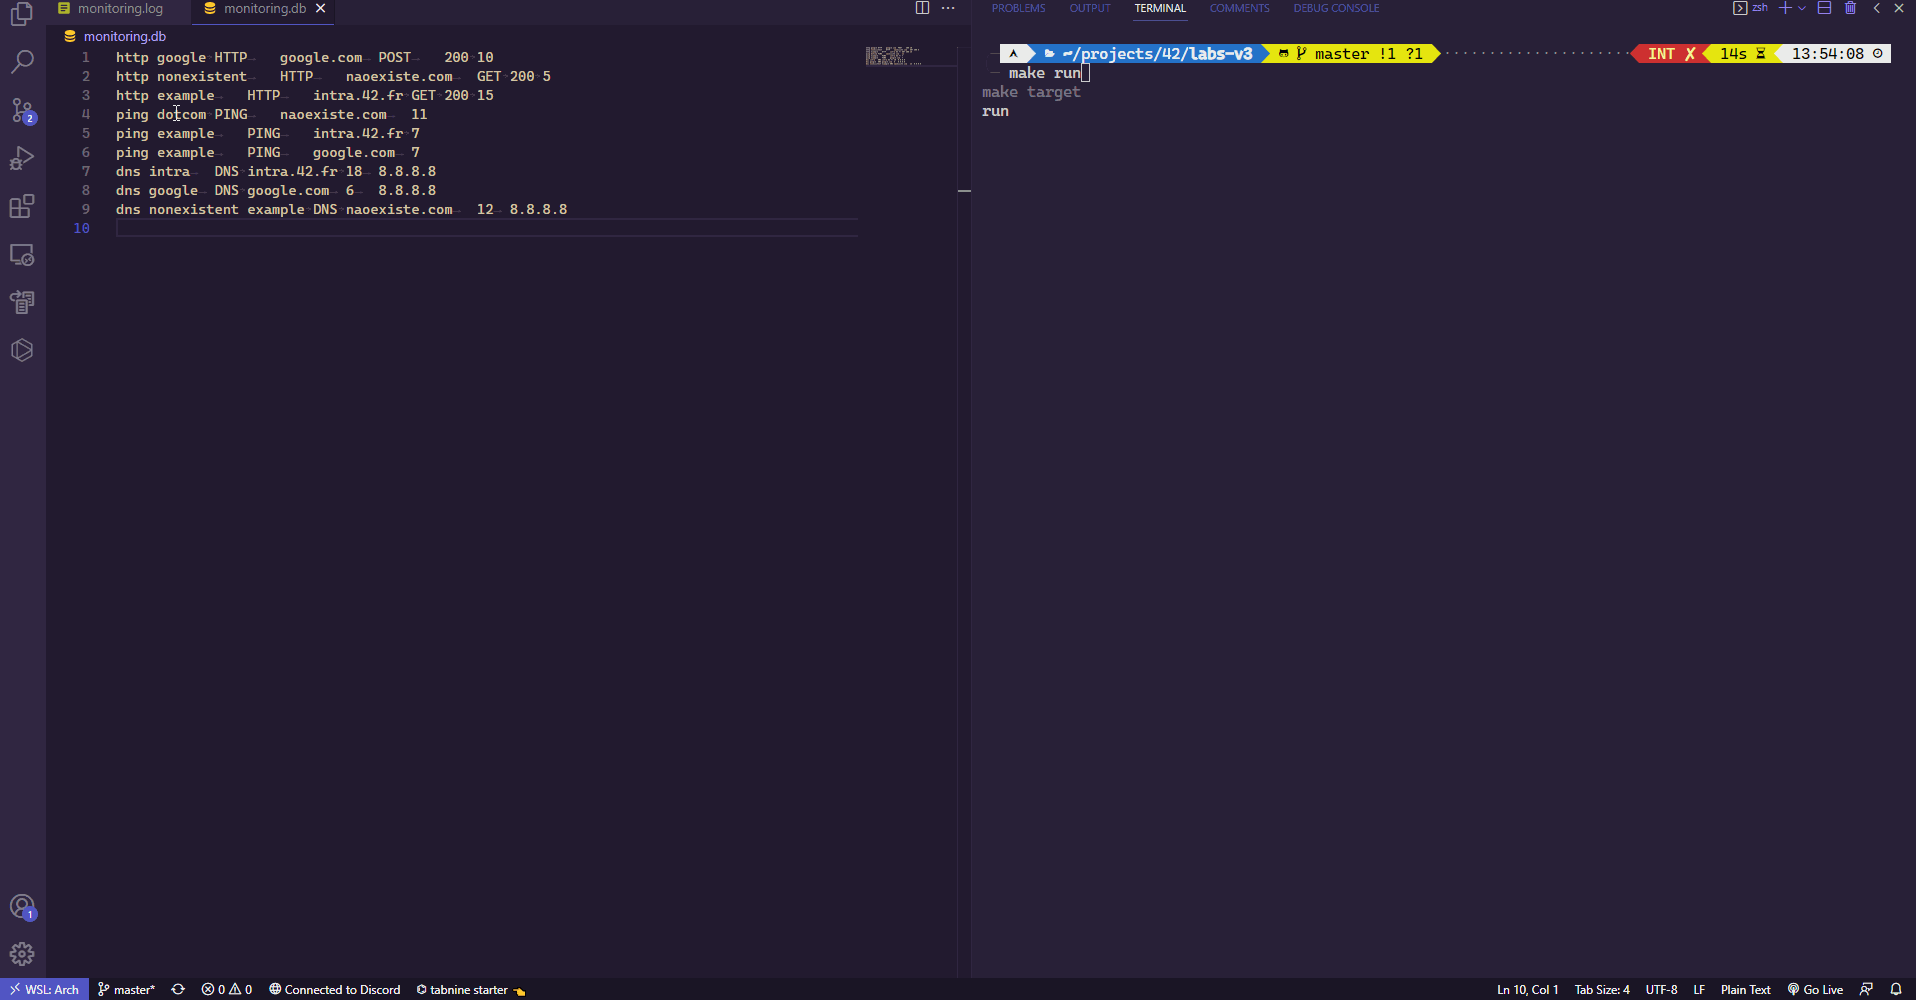 monitoring.log
monitoring.db
monitoring.db
1 http google HTTP google.com POST 200 10
2 http nonexistent HTTP naoexiste.com GET 200 5
3 http example HTTP intra.42.fr GET 200 15
4 ping dotcom PING naoexiste.com 11
5 ping example PING intra.42.fr 7
6 ping example PING google.com 7
7 dns intra DNS intra.42.fr 18 8.8.8.8
8 dns google DNS google.com 6 8.8.8.8
9 dns nonexistent example DNS naoexiste.com 12 8.8.8.8
10
PROBLEMS OUTPUT TERMINAL COMMENTS DEBUG CONSOLE
zsh
~/projects/42/labs-v3 master !1 ?1 INT ✘ 14s 13:54:08
make run
make target
run
2
1
WSL: Arch master* 0 0 Connected to Discord tabnine starter Ln 10, Col 1 Tab Size: 4 UTF-8 LF Plain Text Go Live